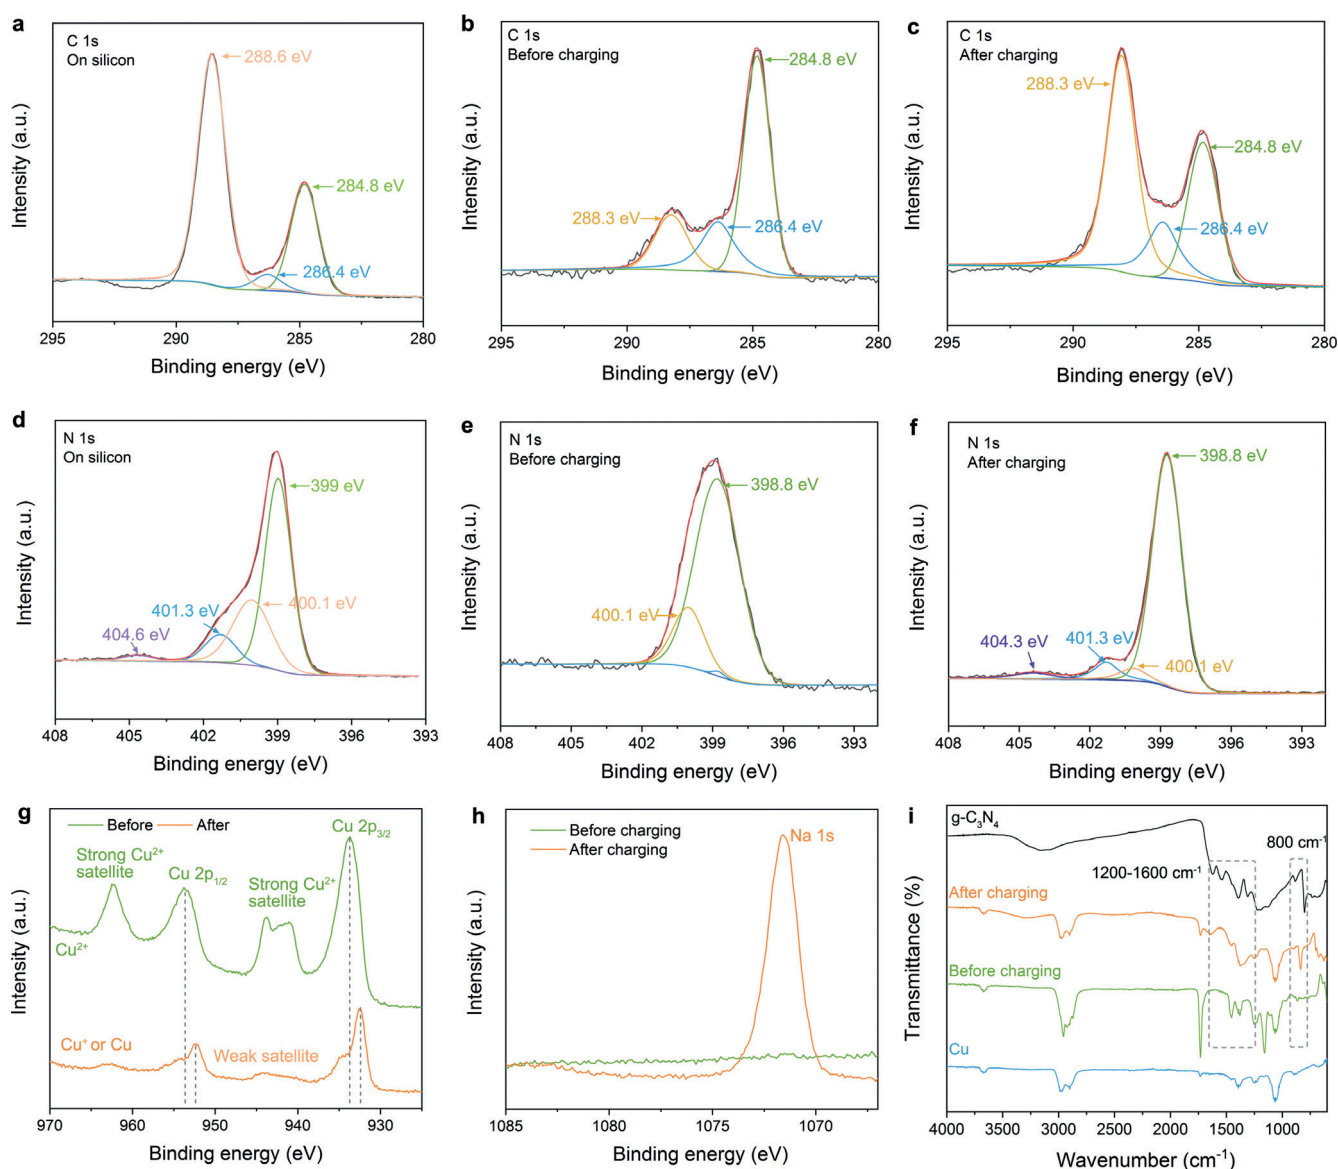 a
C 1s
On silicon
288.6 eV
284.8 eV
286.4 eV
Intensity (a.u.)
295 290 285 280
Binding energy (eV)
b
C 1s
Before charging
284.8 eV
288.3 eV
286.4 eV
Intensity (a.u.)
295 290 285 280
Binding energy (eV)
c
C 1s
After charging
288.3 eV
284.8 eV
286.4 eV
Intensity (a.u.)
295 290 285 280
Binding energy (eV)
d
N 1s
On silicon
399 eV
400.1 eV
401.3 eV
404.6 eV
Intensity (a.u.)
408 405 402 399 396 393
Binding energy (eV)
e
N 1s
Before charging
398.8 eV
400.1 eV
Intensity (a.u.)
408 405 402 399 396 393
Binding energy (eV)
f
N 1s
After charging
398.8 eV
404.3 eV
401.3 eV
400.1 eV
Intensity (a.u.)
408 405 402 399 396 393
Binding energy (eV)
g
Before After
Cu 2p3/2
Strong Cu2+
satellite
Cu 2p1/2
Strong Cu2+
satellite
Cu2+
Cu+ or Cu
Weak satellite
Intensity (a.u.)
970 960 950 940 930
Binding energy (eV)
h
Before charging
After charging
Na 1s
Intensity (a.u.)
1085 1080 1075 1070
Binding energy (eV)
i
g-C3N4
800 cm-1
1200-1600 cm-1
After charging
Before charging
Cu
Transmittance (%)
4000 3500 3000 2500 2000 1500 1000
Wavenumber (cm-1)